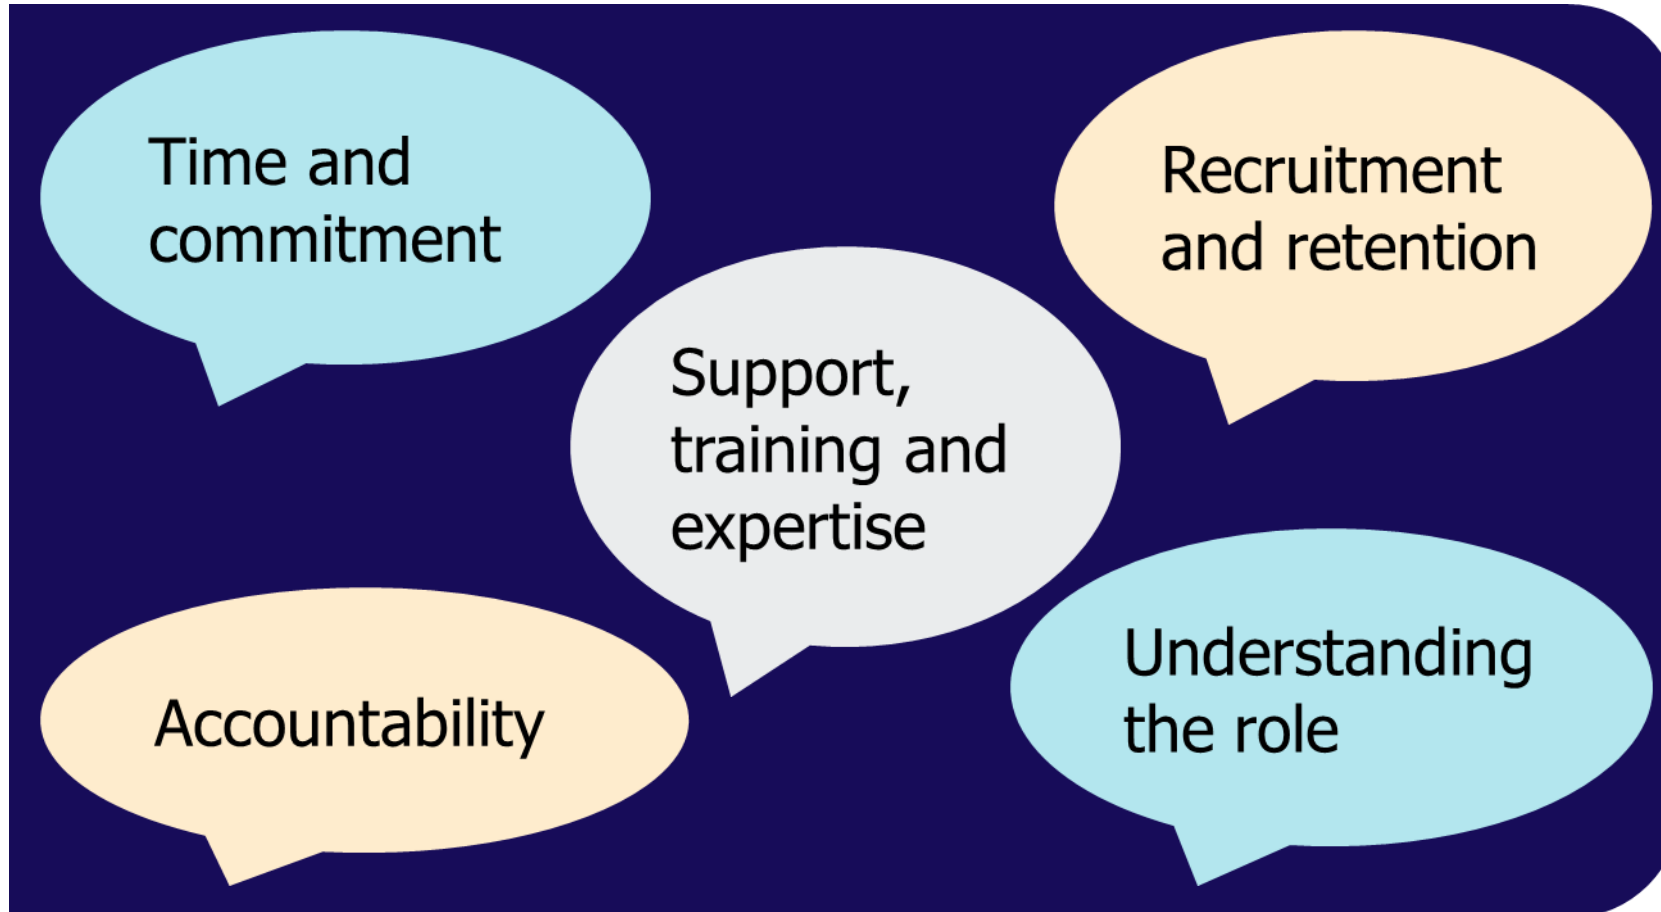 Time and
commitment
Recruitment
and retention
Support,
training and
expertise
Accountability
Understanding
the role